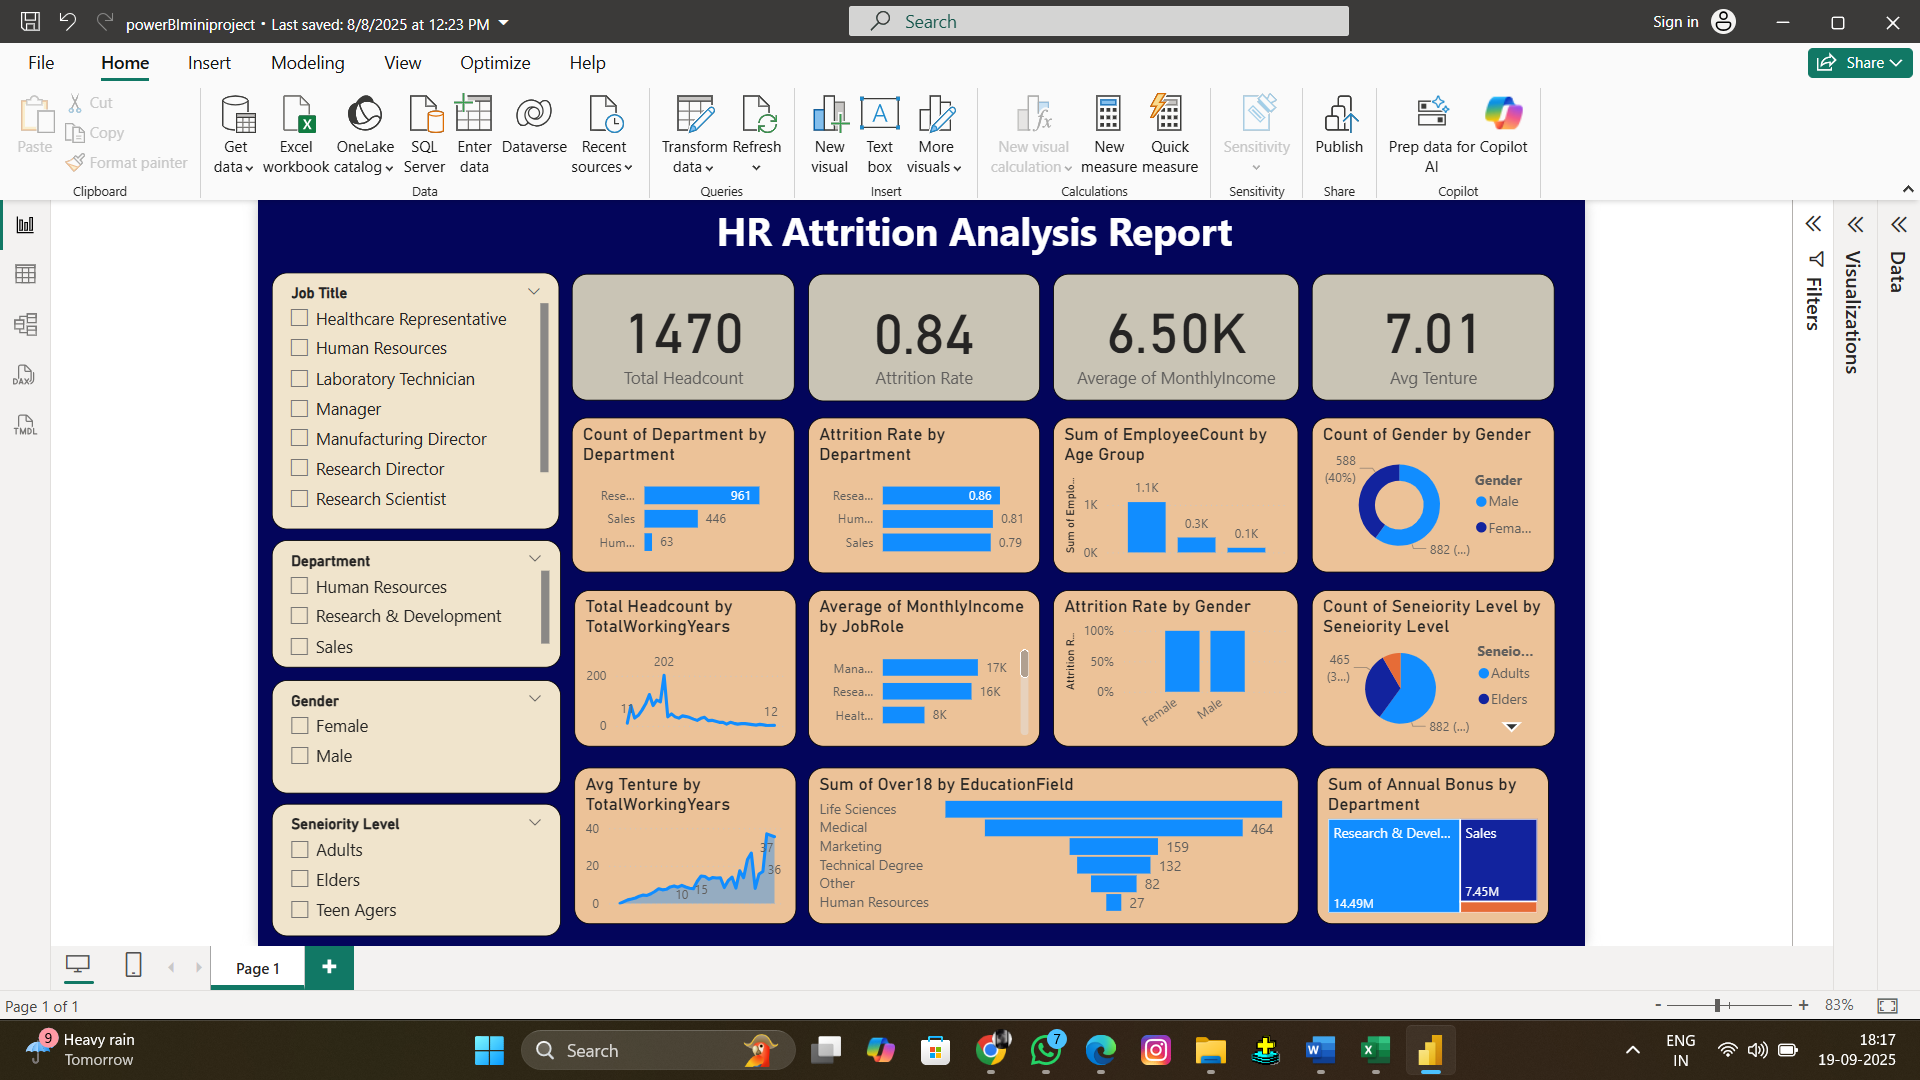 powerBIminiproject • Last saved: 8/8/2025 at 12:23 PM
Search
Sign in
File Home Insert Modeling View Optimize Help
Share
Paste
Cut
Copy
Format painter
Clipboard
Get data
Excel workbook
OneLake catalog
SQL Server
Enter data
Dataverse
Recent sources
Data
Transform data
Refresh
Queries
New visual
Text box
More visuals
Insert
New visual calculation
New measure
Quick measure
Calculations
Sensitivity
Sensitivity
Publish
Share
Prep data for AI
Copilot
Copilot
DAX
TMDL
HR Attrition Analysis Report
Job Title
Healthcare Representative
Human Resources
Laboratory Technician
Manager
Manufacturing Director
Research Director
Research Scientist
Department
Human Resources
Research & Development
Sales
Gender
Female
Male
Seneiority Level
Adults
Elders
Teen Agers
1470
Total Headcount
0.84
Attrition Rate
6.50K
Average of MonthlyIncome
7.01
Avg Tenture
Count of Department by
Department
Rese... 961
Sales 446
Hum... 63
Attrition Rate by
Department
Resea... 0.86
Hum... 0.81
Sales 0.79
Sum of EmployeeCount by
Age Group
Sum of Emplo...
1K
0K
1.1K
0.3K
0.1K
Count of Gender by Gender
588
(40%)
882 (...)
Gender
Male
Fema...
Total Headcount by
TotalWorkingYears
200
0
202
12
Average of MonthlyIncome
by JobRole
Mana... 17K
Resea... 16K
Healt... 8K
Attrition Rate by Gender
Attrition R...
100%
50%
0%
Female
Male
Count of Seneiority Level by
Seneiority Level
465
(3...)
882 (...)
Seneio...
Adults
Elders
Avg Tenture by
TotalWorkingYears
40
20
0
10
15
37
36
Sum of Over18 by EducationField
Life Sciences
Medical 464
Marketing 159
Technical Degree 132
Other 82
Human Resources 27
Sum of Annual Bonus by
Department
Research & Devel...
14.49M
Sales
7.45M
Filters
Visualizations
Data
Page 1
Page 1 of 1
83%
9
Heavy rain
Tomorrow
Search
7
ENG
IN
18:17
19-09-2025